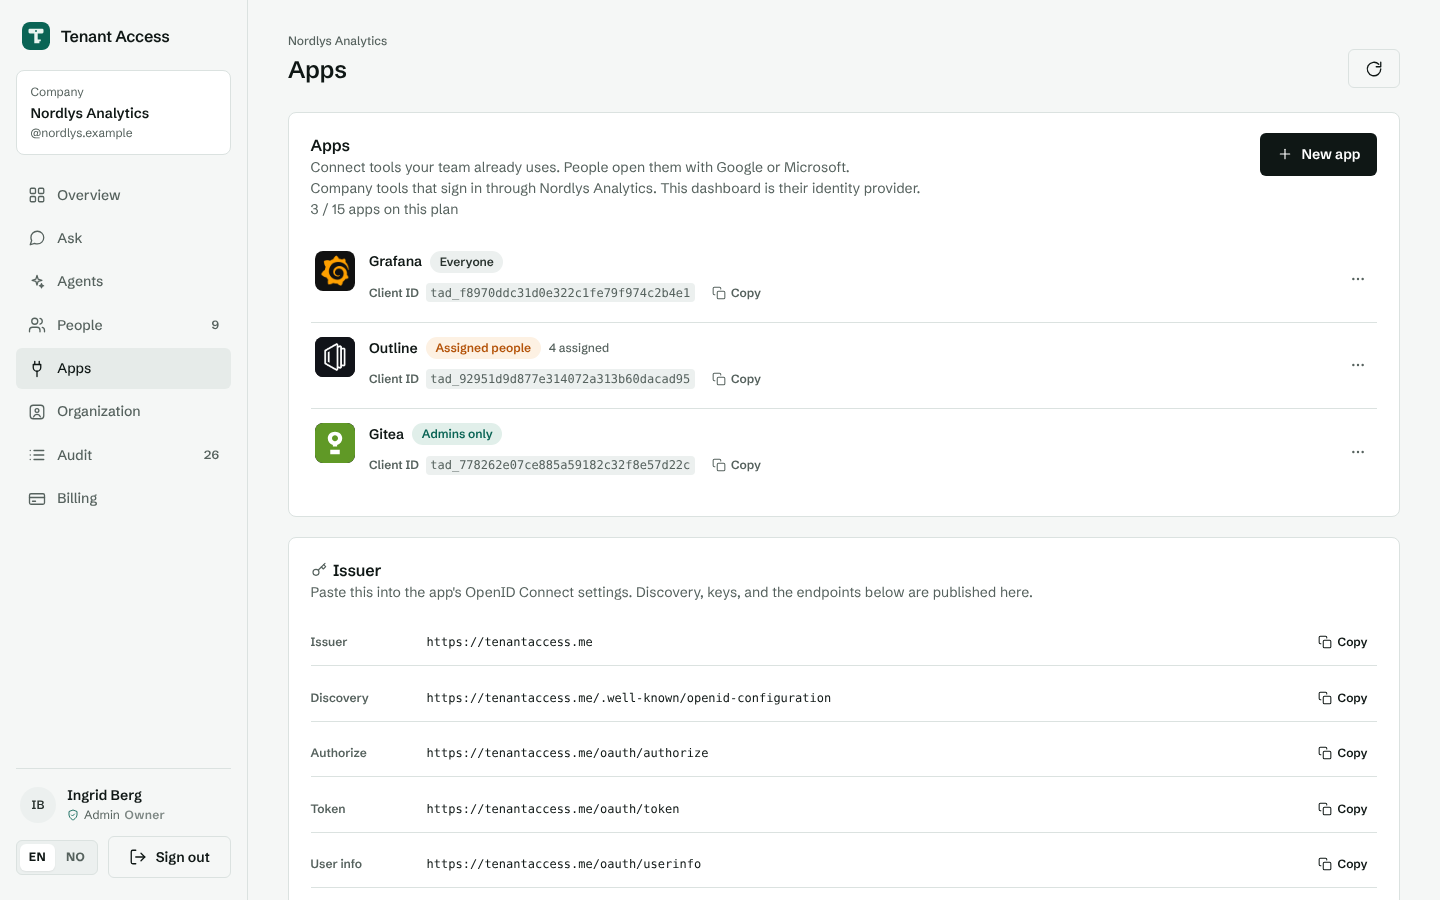 Tenant Access
Company
Nordlys Analytics
@nordlys.example
Overview
Ask
Agents
People 9
Apps
Organization
Audit 26
Billing
IB
Ingrid Berg
Admin Owner
EN NO
Sign out
Nordlys Analytics
Apps
Apps
Connect tools your team already uses. People open them with Google or Microsoft.
Company tools that sign in through Nordlys Analytics. This dashboard is their identity provider.
3 / 15 apps on this plan
New app
Grafana Everyone
Client ID tad_f8970ddc31d0e322c1fe79f974c2b4e1 Copy
Outline Assigned people 4 assigned
Client ID tad_92951d9d877e314072a313b60dacad95 Copy
Gitea Admins only
Client ID tad_778262e07ce885a59182c32f8e57d22c Copy
Issuer
Paste this into the app's OpenID Connect settings. Discovery, keys, and the endpoints below are published here.
Issuer https://tenantaccess.me Copy
Discovery https://tenantaccess.me/.well-known/openid-configuration Copy
Authorize https://tenantaccess.me/oauth/authorize Copy
Token https://tenantaccess.me/oauth/token Copy
User info https://tenantaccess.me/oauth/userinfo Copy